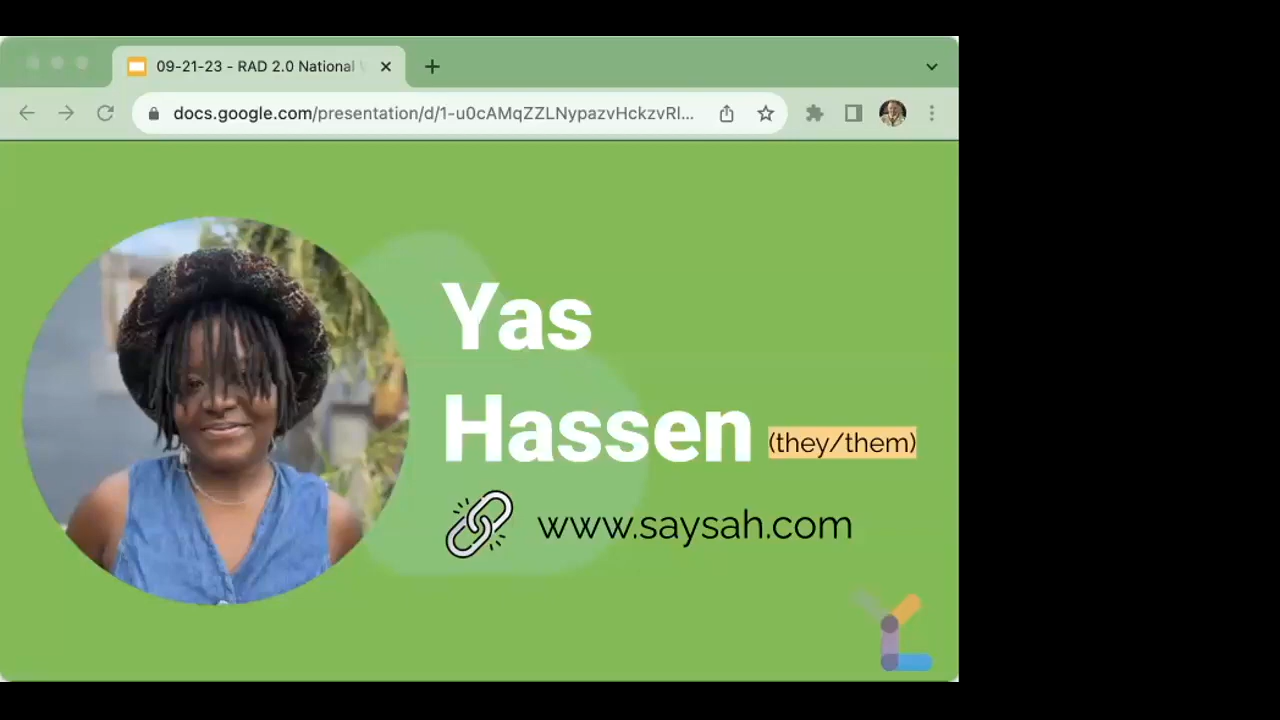 09-21-23 - RAD 2.0 National
docs.google.com/presentation/d/1-u0cAMqZZLNypazvHckzvRl...
Yas
Hassen (they/them)
www.saysah.com